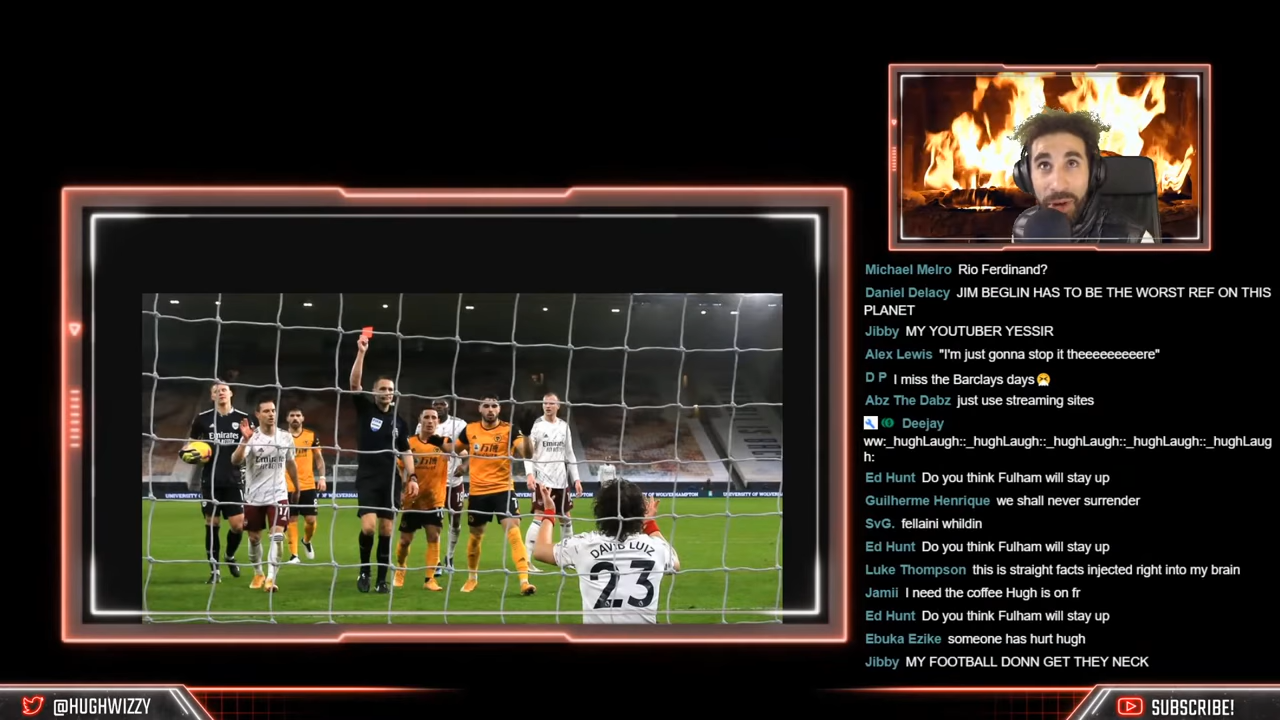 Michael Melro Rio Ferdinand?
Daniel Delacy JIM BEGLIN HAS TO BE THE WORST REF ON THIS
PLANET
Jibby MY YOUTUBER YESSIR
Alex Lewis "I'm just gonna stop it theeeeeeeeere"
D P I miss the Barclays days😤
Abz The Dabz just use streaming sites
Deejay
ww:_hughLaugh::_hughLaugh::_hughLaugh::_hughLaugh::_hughLaug
h:
Ed Hunt Do you think Fulham will stay up
Guilherme Henrique we shall never surrender
SvG. fellaini whildin
Ed Hunt Do you think Fulham will stay up
Luke Thompson this is straight facts injected right into my brain
Jamii I need the coffee Hugh is on fr
Ed Hunt Do you think Fulham will stay up
Ebuka Ezike someone has hurt hugh
Jibby MY FOOTBALL DONN GET THEY NECK
DAVID LUIZ
23
@HUGHWIZZY
SUBSCRIBE!